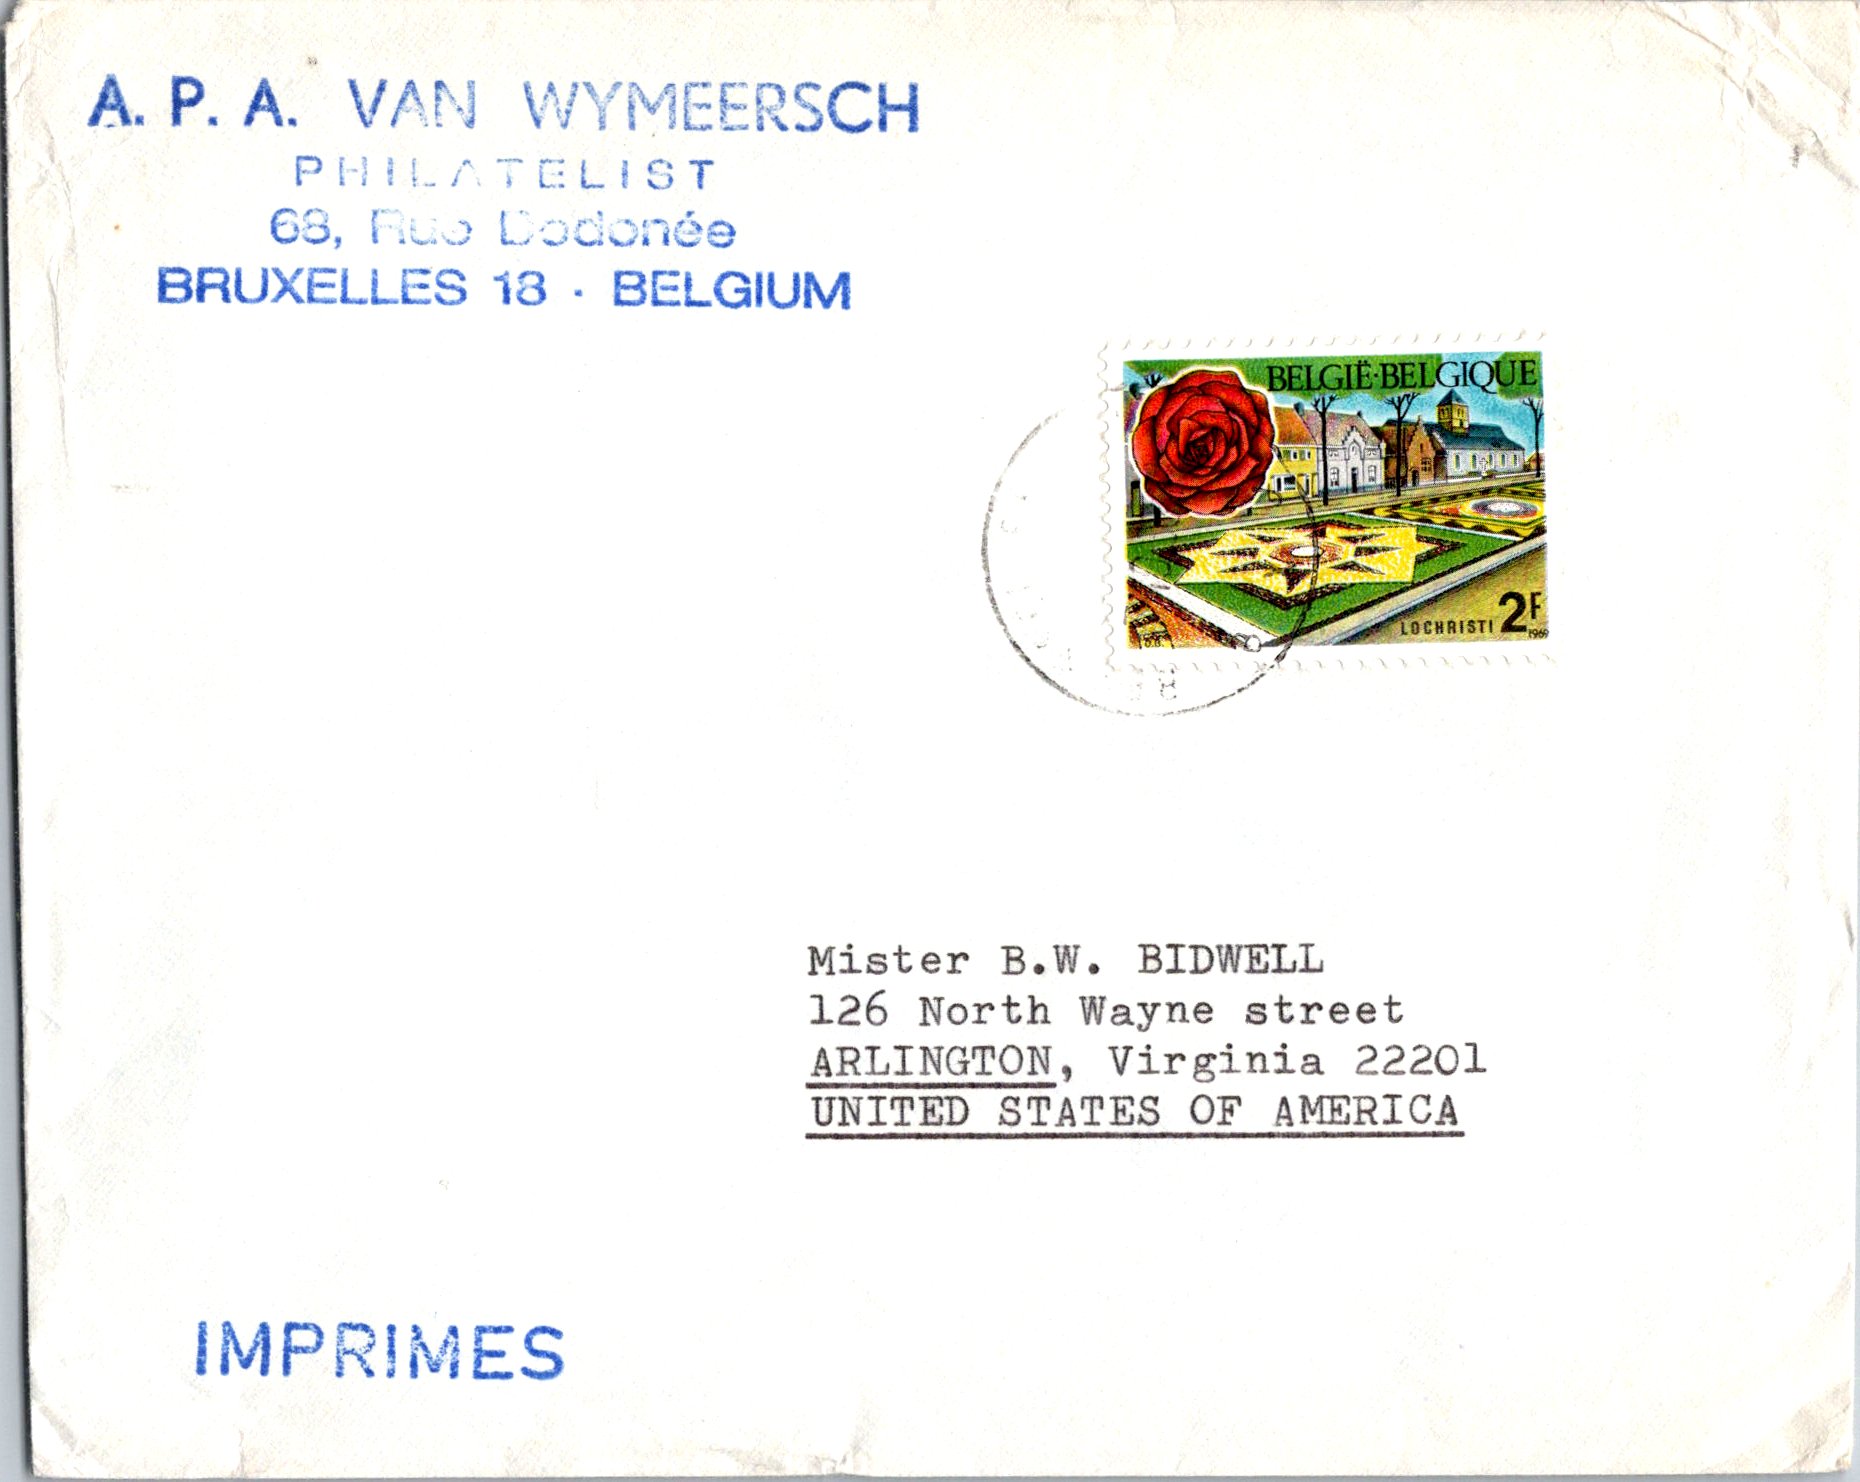 A. P. A. VAN WYMEERSCH
PHILATELIST
68, Rue Dodonée
BRUXELLES 18 · BELGIUM
BELGIË·BELGIQUE
LOCHRISTI 2F
1969
Mister B.W. BIDWELL
126 North Wayne street
ARLINGTON, Virginia 22201
UNITED STATES OF AMERICA
IMPRIMES